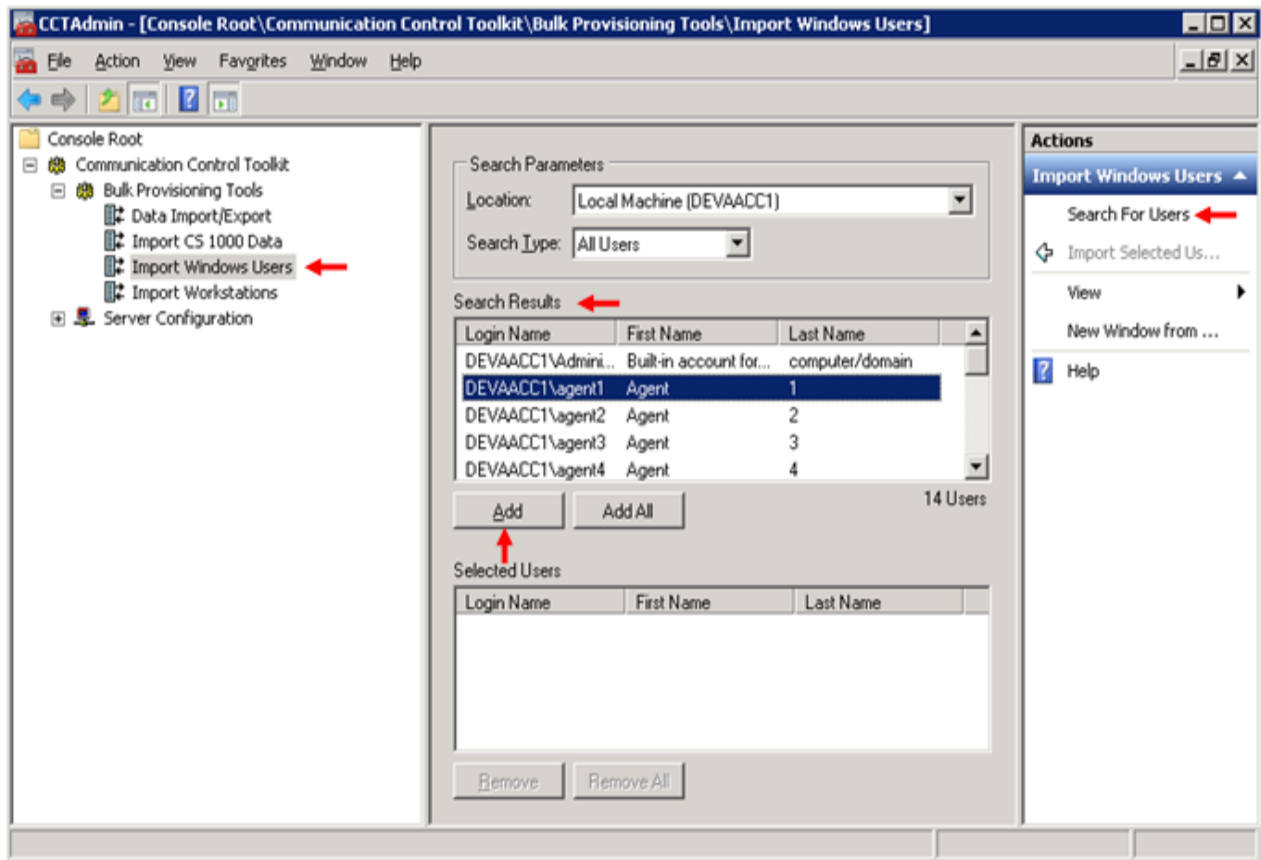 CCTAdmin - [Console Root\Communication Control Toolkit\Bulk Provisioning Tools\Import Windows Users]
File Action View Favorites Window Help
Console Root
Communication Control Toolkit
Bulk Provisioning Tools
Data Import/Export
Import CS 1000 Data
Import Windows Users
Import Workstations
Server Configuration
Search Parameters
Location: Local Machine (DEVAACC1)
Search Type: All Users
Search Results
Login Name First Name Last Name
DEVAACC1\Admini... Built-in account for... computer/domain
DEVAACC1\agent1 Agent 1
DEVAACC1\agent2 Agent 2
DEVAACC1\agent3 Agent 3
DEVAACC1\agent4 Agent 4
Add Add All 14 Users
Selected Users
Login Name First Name Last Name
Remove Remove All
Actions
Import Windows Users
Search For Users
Import Selected Us...
View
New Window from ...
Help